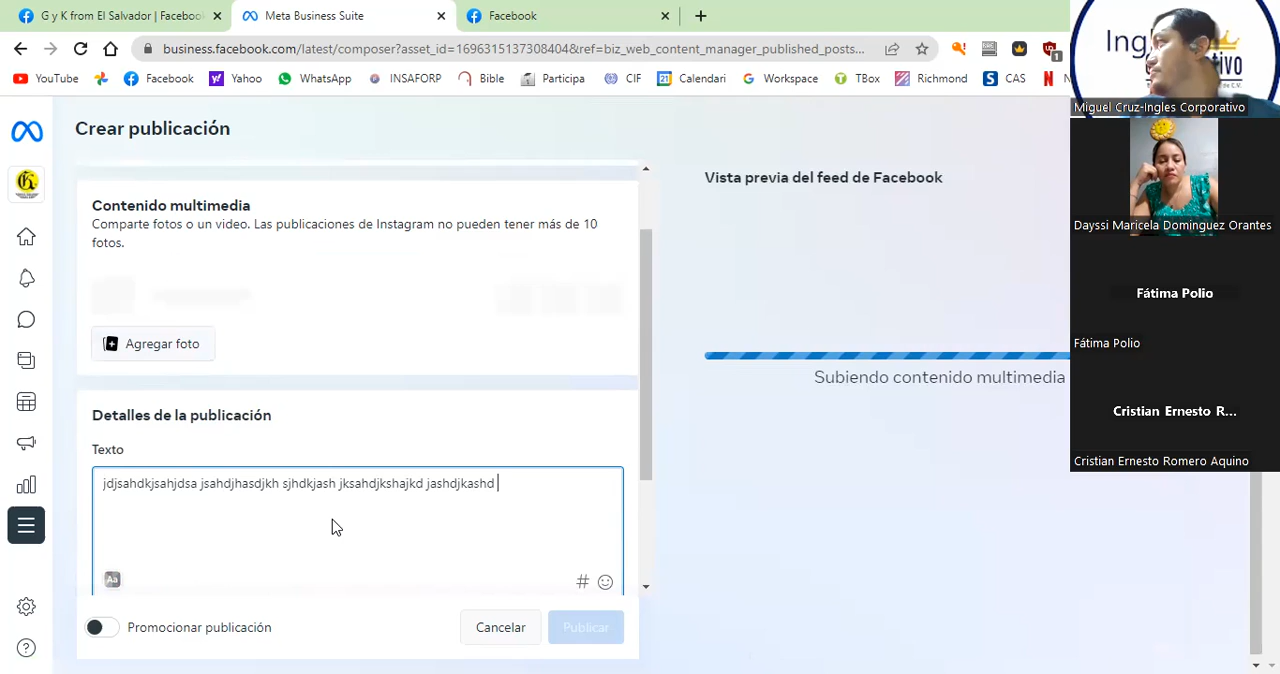 G y K from El Salvador | Facebook
Meta Business Suite
Facebook
business.facebook.com/latest/composer?asset_id=1696315137308404&ref=biz_web_content_manager_published_posts...
YouTube
Facebook
Yahoo
WhatsApp
INSAFORP
Bible
Participa
CIF
Calendari
Workspace
TBox
Richmond
CAS
Crear publicación
Contenido multimedia
Comparte fotos o un video. Las publicaciones de Instagram no pueden tener más de 10
fotos.
Agregar foto
Detalles de la publicación
Texto
jdjsahdkjsahjdsa jsahdjhasdjkh sjhdkjash jksahdjkshajkd jashdjkashd
Aa
Promocionar publicación
Cancelar
Publicar
Vista previa del feed de Facebook
Subiendo contenido multimedia
Miguel Cruz-Ingles Corporativo
Dayssi Maricela Dominguez Orantes
Fátima Polio
Fátima Polio
Cristian Ernesto R...
Cristian Ernesto Romero Aquino